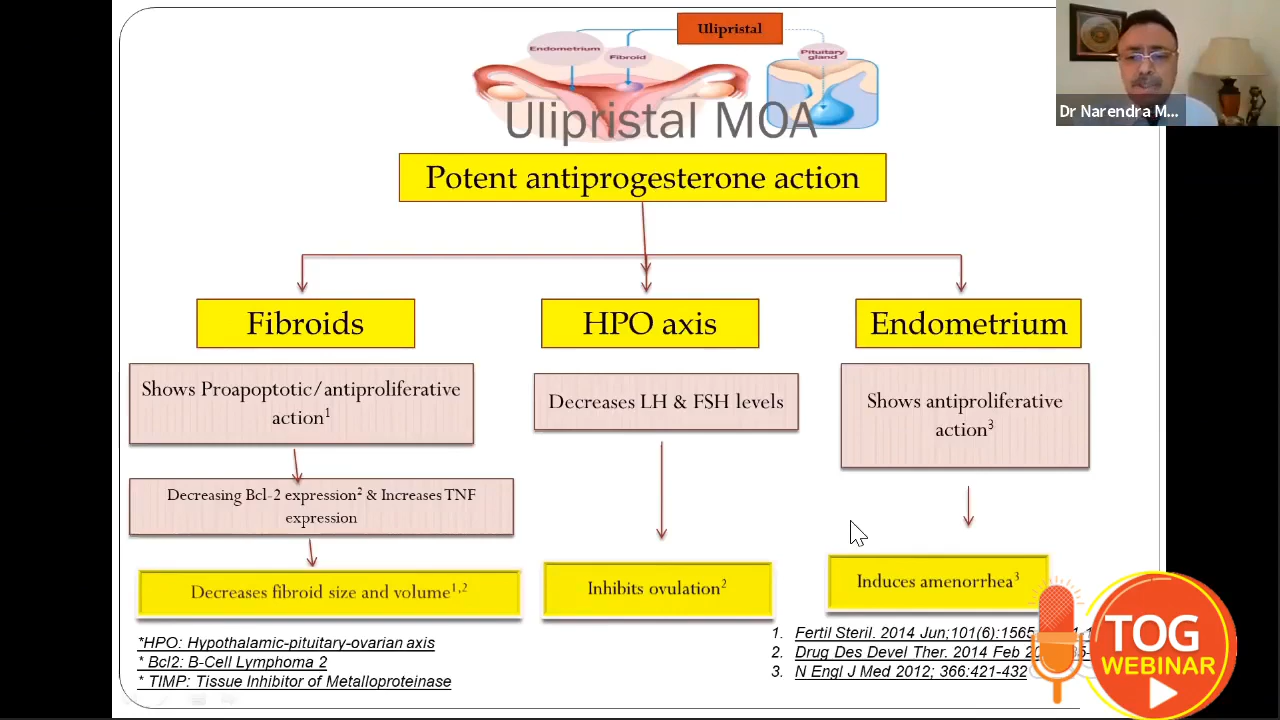 Ulipristal
Endometrium
Fibroid
Pituitary
gland
Dr Narendra M...
Ulipristal MOA
Potent antiprogesterone action
Fibroids
HPO axis
Endometrium
Shows Proapoptotic/antiproliferative
action1
Decreases LH & FSH levels
Shows antiproliferative
action3
Decreasing Bcl-2 expression2 & Increases TNF
expression
Decreases fibroid size and volume1,2
Inhibits ovulation2
Induces amenorrhea3
*HPO: Hypothalamic-pituitary-ovarian axis
* Bcl2: B-Cell Lymphoma 2
* TIMP: Tissue Inhibitor of Metalloproteinase
1. Fertil Steril. 2014 Jun;101(6):1565
2. Drug Des Devel Ther. 2014 Feb
3. N Engl J Med 2012; 366:421-432
TOG
WEBINAR